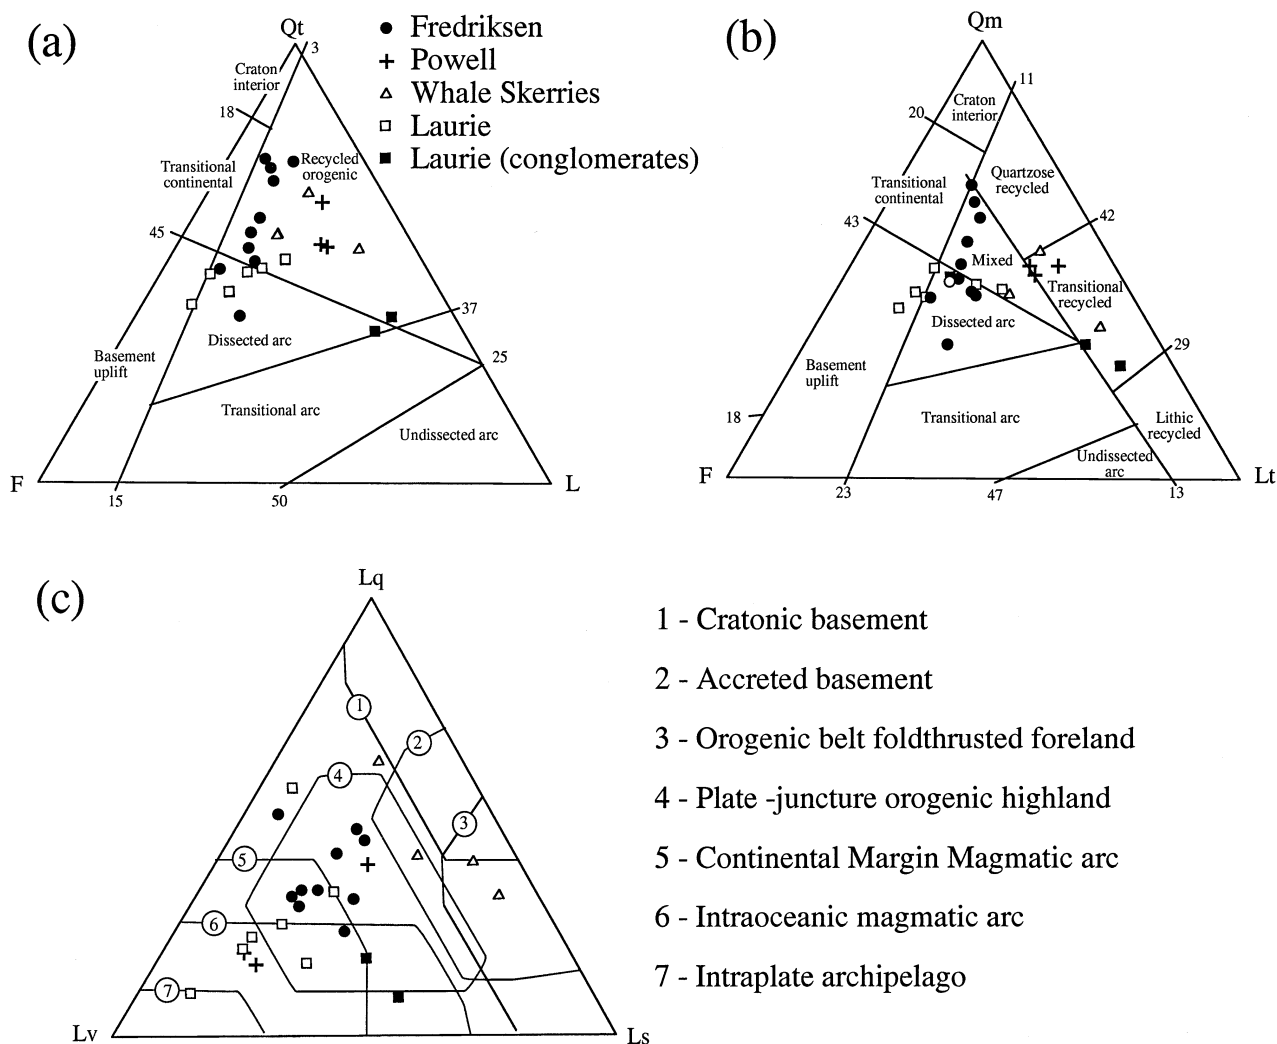 (a)
Qt
3
Fredriksen
Powell
Whale Skerries
Laurie
Laurie (conglomerates)
Craton
interior
18
Transitional
continental
Recycled
orogenic
45
37
Dissected arc
25
Basement
uplift
Transitional arc
Undissected arc
F
L
15
50
(b)
Qm
11
Craton
interior
20
Quartzose
recycled
Transitional
continental
43
42
Mixed
Transitional
recycled
Dissected arc
29
Basement
uplift
18
Transitional arc
Lithic
recycled
Undissected
arc
F
Lt
23
47
13
(c)
Lq
1
2
4
3
5
6
7
Lv
Ls
1 - Cratonic basement
2 - Accreted basement
3 - Orogenic belt foldthrusted foreland
4 - Plate -juncture orogenic highland
5 - Continental Margin Magmatic arc
6 - Intraoceanic magmatic arc
7 - Intraplate archipelago